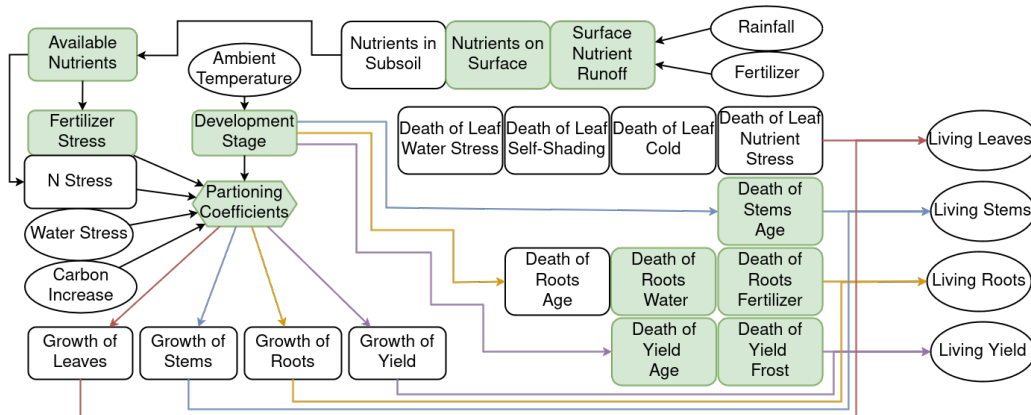 Available
Nutrients
Ambient
Temperature
Nutrients in
Subsoil
Nutrients on
Surface
Surface
Nutrient
Runoff
Rainfall
Fertilizer
Fertilizer
Stress
Development
Stage
Death of Leaf
Water Stress
Death of Leaf
Self-Shading
Death of Leaf
Cold
Death of Leaf
Nutrient
Stress
Living Leaves
N Stress
Partioning
Coefficients
Death of
Stems
Age
Living Stems
Water Stress
Carbon
Increase
Death of
Roots
Age
Death of
Roots
Water
Death of
Roots
Fertilizer
Living Roots
Growth of
Leaves
Growth of
Stems
Growth of
Roots
Growth of
Yield
Death of
Yield
Age
Death of
Yield
Frost
Living Yield